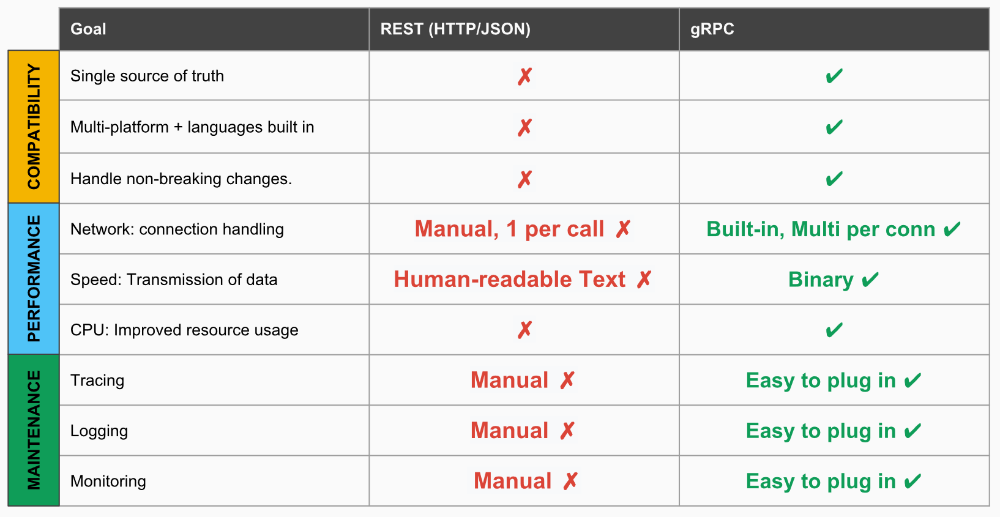 Goal REST (HTTP/JSON) gRPC
COMPATIBILITY
Single source of truth ✗ ✔
Multi-platform + languages built in ✗ ✔
Handle non-breaking changes. ✗ ✔
PERFORMANCE
Network: connection handling Manual, 1 per call ✗ Built-in, Multi per conn ✔
Speed: Transmission of data Human-readable Text ✗ Binary ✔
CPU: Improved resource usage ✗ ✔
MAINTENANCE
Tracing Manual ✗ Easy to plug in ✔
Logging Manual ✗ Easy to plug in ✔
Monitoring Manual ✗ Easy to plug in ✔